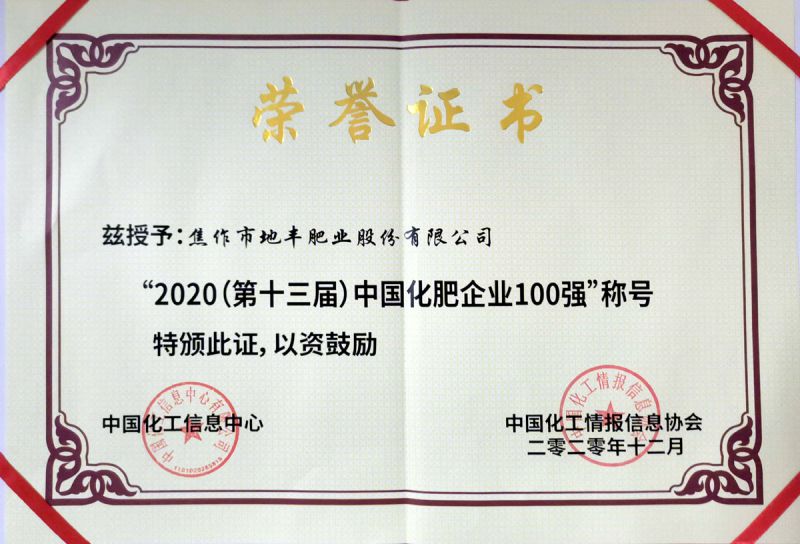 荣誉证书
兹授予：焦作市地丰肥业股份有限公司
“2020（第十三届）中国化肥企业100强”称号
特颁此证，以资鼓励
中国化工信息中心
中国化工情报信息协会
二零二零年十二月